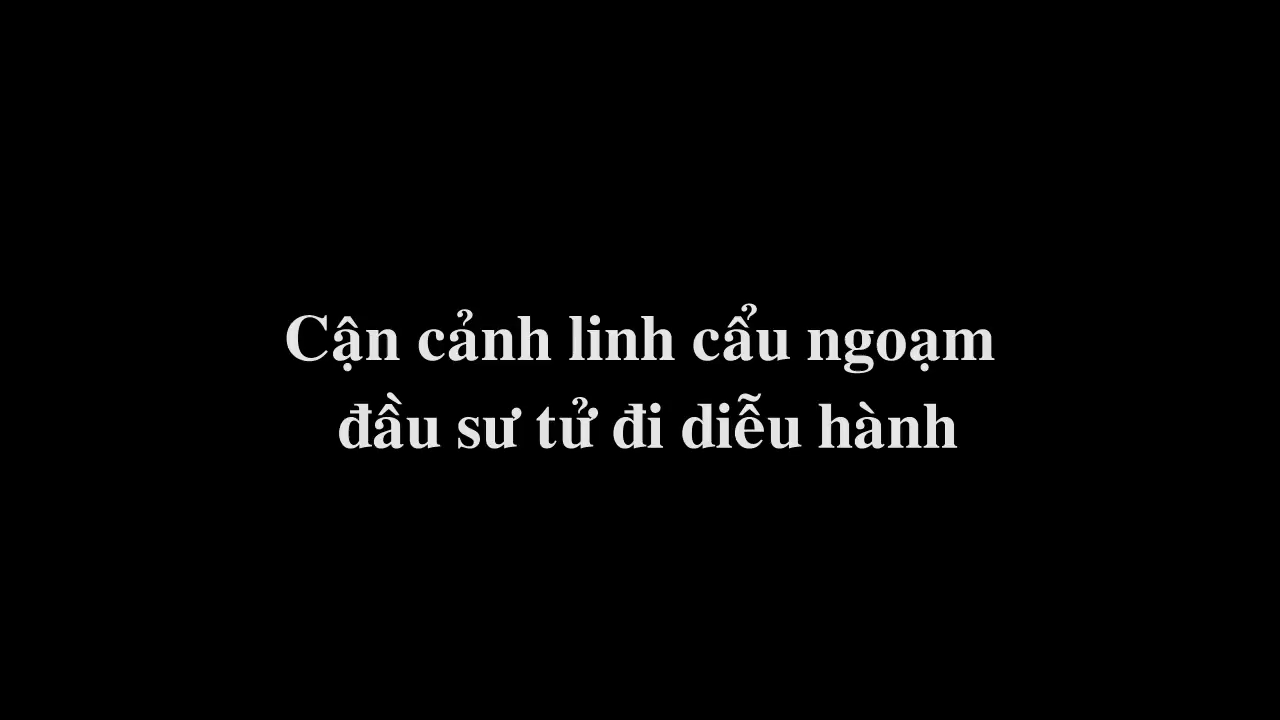 Cận cảnh linh cẩu ngoạm
đầu sư tử đi diễu hành